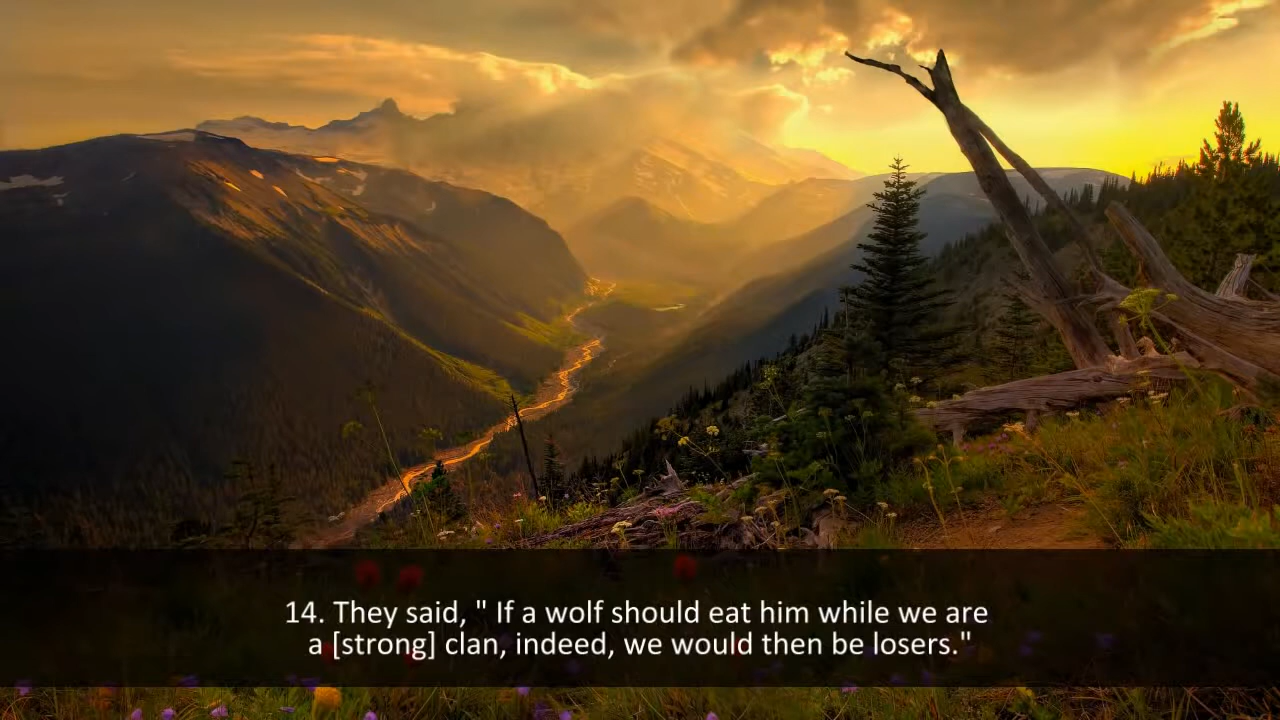 14. They said, " If a wolf should eat him while we are
a [strong] clan, indeed, we would then be losers."